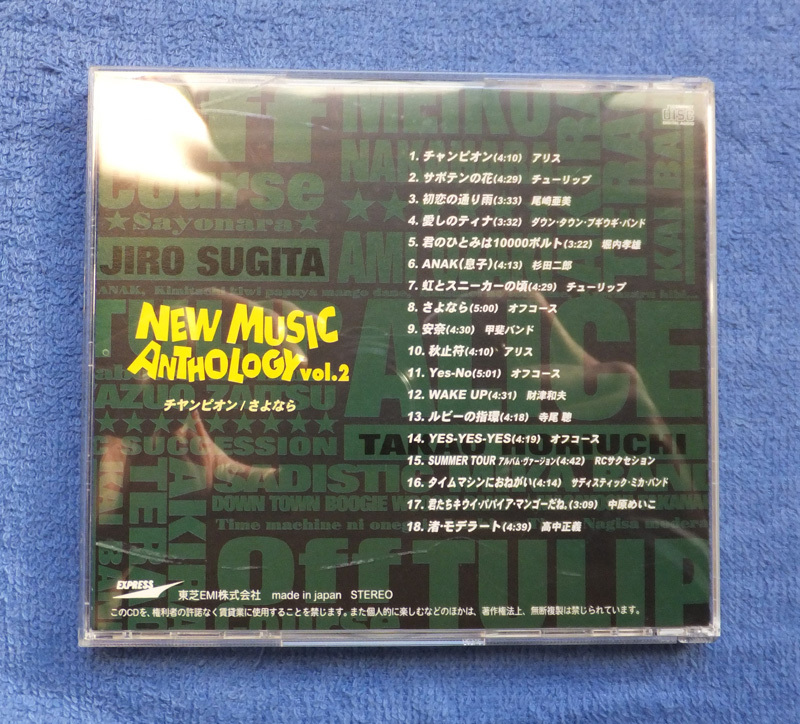 MEIKO
Course
★Sayonara★
JIRO SUGITA
NEW MUSIC
ANTHOLOGY vol.2
チャンピオン / さよなら
1. チャンピオン(4:10) アリス
2. サボテンの花(4:29) チューリップ
3. 初恋の通り雨(3:33) 尾崎亜美
4. 愛しのティナ(3:32) ダウン・タウン・ブギウギ・バンド
5. 君のひとみは10000ボルト(3:22) 堀内孝雄
6. ANAK(息子)(4:13) 杉田二郎
7. 虹とスニーカーの頃(4:29) チューリップ
8. さよなら(5:00) オフコース
9. 安奈(4:30) 甲斐バンド
10. 秋止符(4:10) アリス
11. Yes-No(5:01) オフコース
12. WAKE UP(4:31) 財津和夫
13. ルビーの指環(4:18) 寺尾 聰
14. YES-YES-YES(4:19) オフコース
15. SUMMER TOUR アルバム・ヴァージョン(4:42) RCサクセション
16. タイムマシンにおねがい(4:14) サディスティック・ミカ・バンド
17. 君たちキウイ・パパイア・マンゴーだね。(3:09) 中原めいこ
18. 渚・モデラート(4:39) 高中正義
ALICE
TAKAO HORIUCHI
Off TULIP
EXPRESS
東芝EMI株式会社 made in japan STEREO
このCDを、権利者の許諾なく賃貸業に使用することを禁じます。また個人的に楽しむなどのほかは、著作権法上、無断複製は禁じられています。